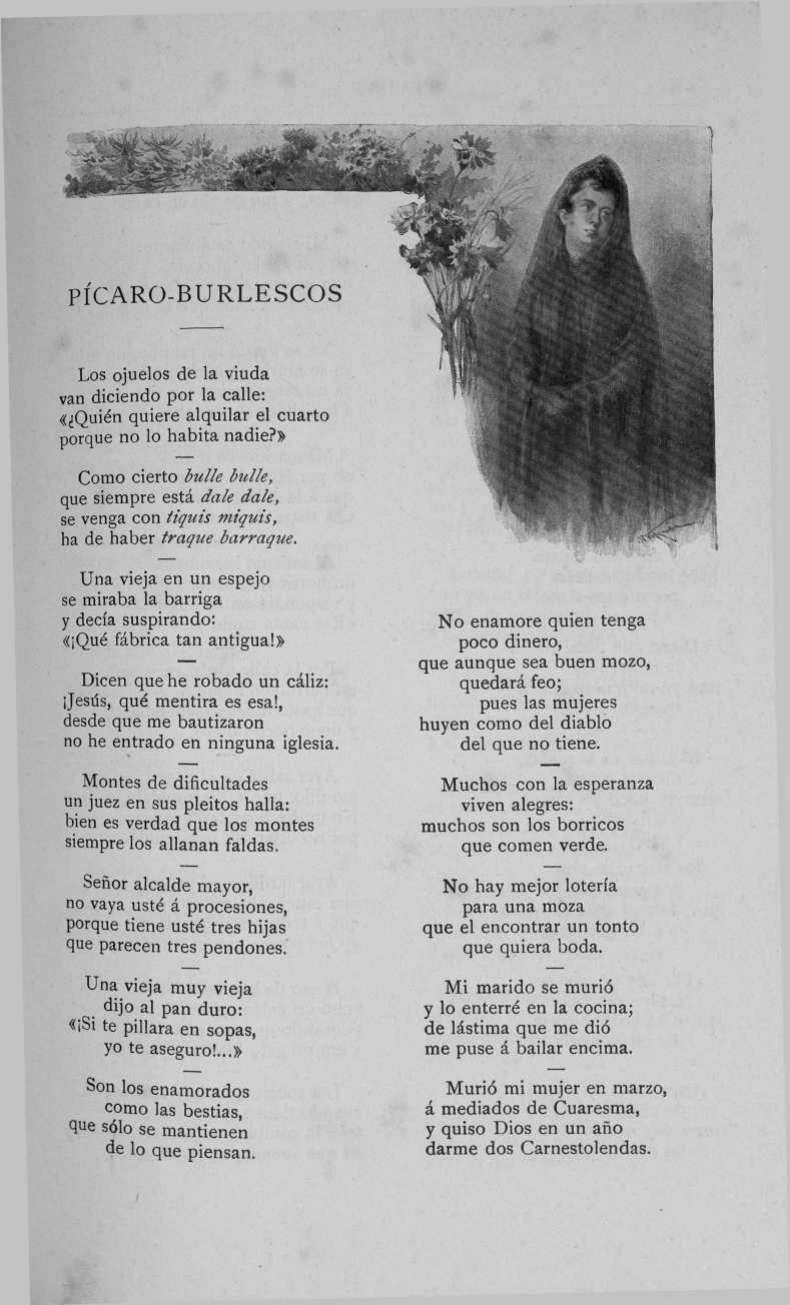 PÍCARO-BURLESCOS
Los ojuelos de la viuda
van diciendo por la calle:
«¿Quién quiere alquilar el cuarto
porque no lo habita nadie?»
Como cierto bulle bulle,
que siempre está dale dale,
se venga con tiquis miquis,
ha de haber traque barraque.
Una vieja en un espejo
se miraba la barriga
y decía suspirando:
«¡Qué fábrica tan antigua!»
Dicen que he robado un cáliz:
¡Jesús, qué mentira es esa!,
desde que me bautizaron
no he entrado en ninguna iglesia.
Montes de dificultades
un juez en sus pleitos halla:
bien es verdad que los montes
siempre los allanan faldas.
Señor alcalde mayor,
no vaya usté á procesiones,
porque tiene usté tres hijas
que parecen tres pendones.
Una vieja muy vieja
dijo al pan duro:
«¡Si te pillara en sopas,
yo te aseguro!...»
Son los enamorados
como las bestias,
que sólo se mantienen
de lo que piensan.
No enamore quien tenga
poco dinero,
que aunque sea buen mozo,
quedará feo;
pues las mujeres
huyen como del diablo
del que no tiene.
Muchos con la esperanza
viven alegres:
muchos son los borricos
que comen verde.
No hay mejor lotería
para una moza
que el encontrar un tonto
que quiera boda.
Mi marido se murió
y lo enterré en la cocina;
de lástima que me dió
me puse á bailar encima.
Murió mi mujer en marzo,
á mediados de Cuaresma,
y quiso Dios en un año
darme dos Carnestolendas.